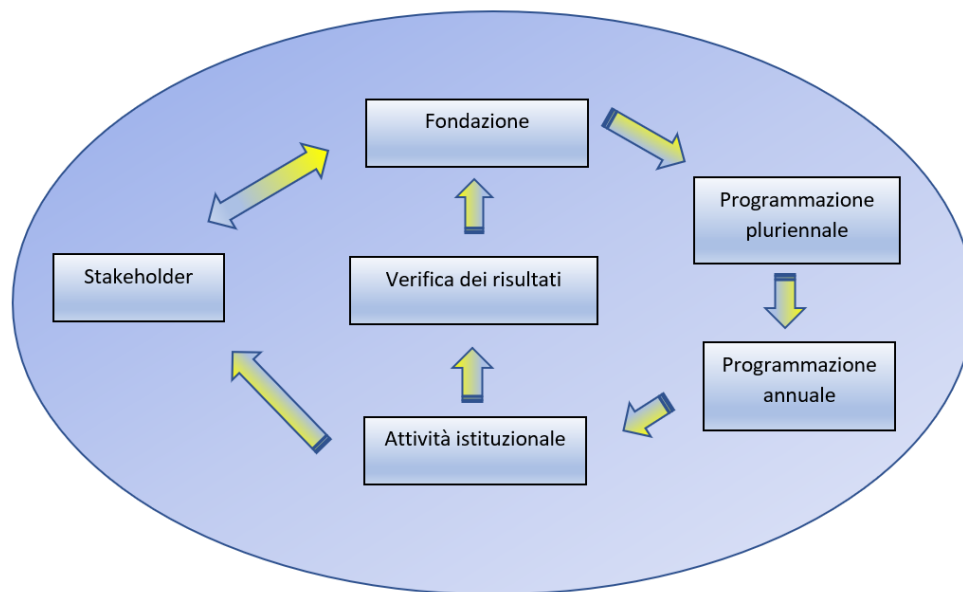 Fondazione
Programmazione
pluriennale
Stakeholder
Verifica dei risultati
Programmazione
annuale
Attività istituzionale